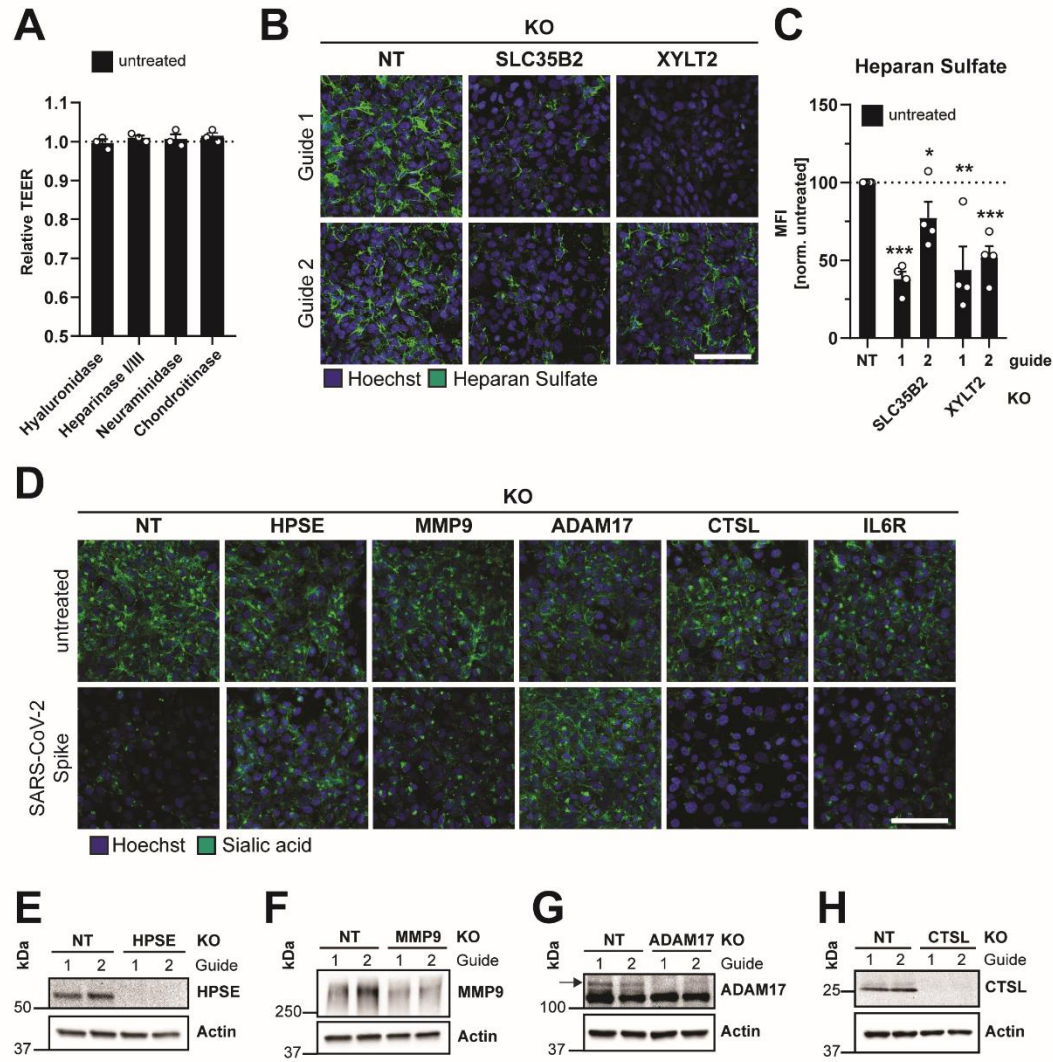 A
untreated
Relative TEER
1.1
1.0
0.9
0.8
0.7
0.6
0.5
Hyaluronidase
Heparinase I/III
Neuraminidase
Chondroitinase
B
KO
NT SLC35B2 XYLT2
Guide 1
Guide 2
Hoechst Heparan Sulfate
C
Heparan Sulfate
untreated
MFI
[norm. untreated]
150
100
50
0
*** * ** ***
NT 1 2 1 2 guide
SLC35B2 XYLT2 KO
D
KO
NT HPSE MMP9 ADAM17 CTSL IL6R
untreated
SARS-CoV-2
Spike
Hoechst Sialic acid
E
kDa
NT HPSE KO
1 2 1 2 Guide
HPSE
50
Actin
37
F
kDa
NT MMP9 KO
1 2 1 2 Guide
MMP9
250
Actin
37
G
kDa
NT ADAM17 KO
1 2 1 2 Guide
ADAM17
100
Actin
37
H
kDa
NT CTSL KO
1 2 1 2 Guide
25
CTSL
Actin
37